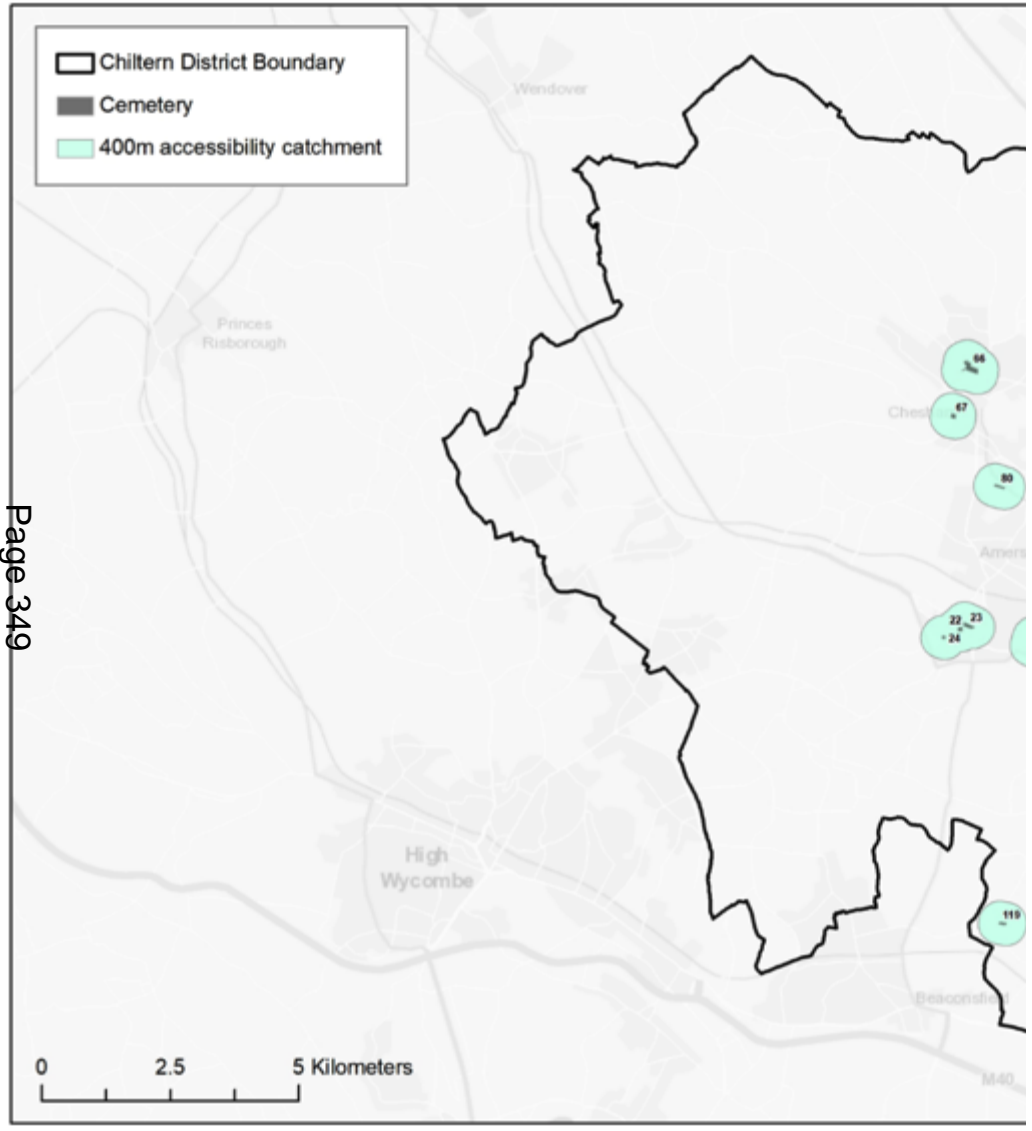 Chiltern District Boundary
Cemetery
400m accessibility catchment
Wendover
Princes
Risborough
66
67
80
Amers
22
23
24
Page 349
High
Wycombe
119
Beaconsfield
0
2.5
5 Kilometers
M40